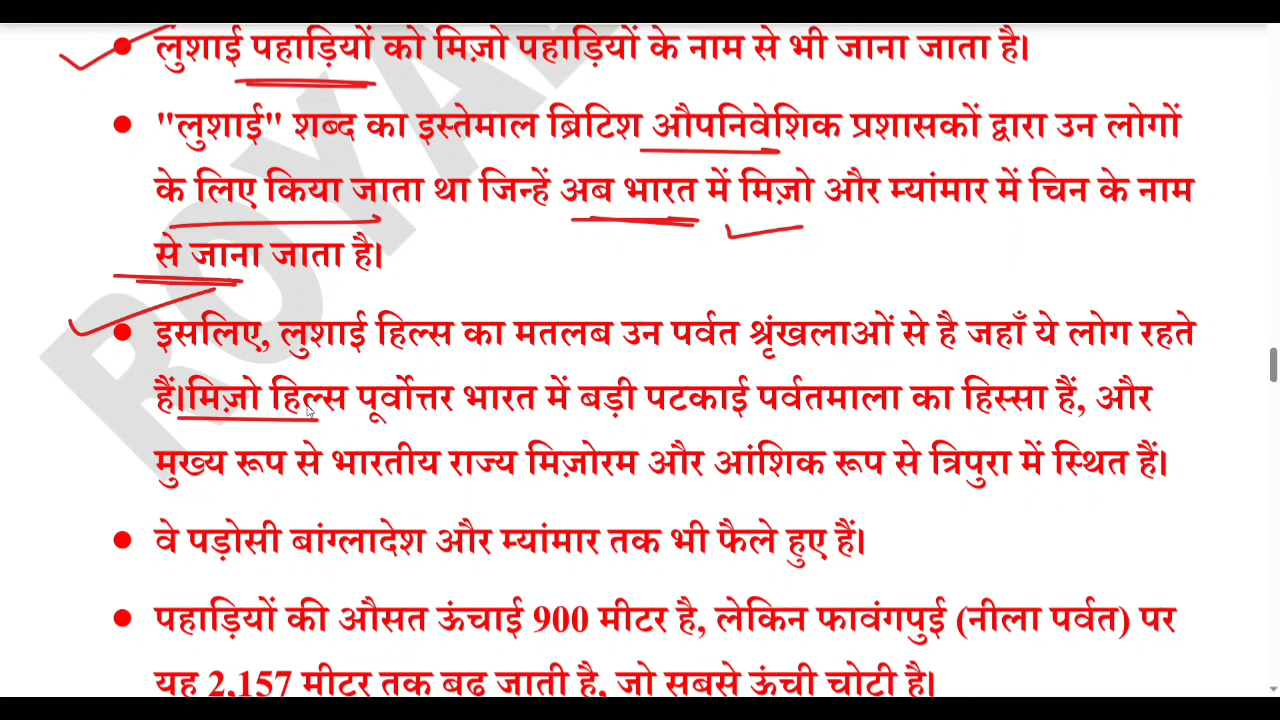 लुशाई पहाड़ियों को मिज़ो पहाड़ियों के नाम से भी जाना जाता है।
"लुशाई" शब्द का इस्तेमाल ब्रिटिश औपनिवेशिक प्रशासकों द्वारा उन लोगों
के लिए किया जाता था जिन्हें अब भारत में मिज़ो और म्यांमार में चिन के नाम
से जाना जाता है।
इसलिए, लुशाई हिल्स का मतलब उन पर्वत श्रृंखलाओं से है जहाँ ये लोग रहते
हैं।मिज़ो हिल्स पूर्वोत्तर भारत में बड़ी पटकाई पर्वतमाला का हिस्सा हैं, और
मुख्य रूप से भारतीय राज्य मिज़ोरम और आंशिक रूप से त्रिपुरा में स्थित हैं।
वे पड़ोसी बांग्लादेश और म्यांमार तक भी फैले हुए हैं।
पहाड़ियों की औसत ऊंचाई 900 मीटर है, लेकिन फावंगपुई (नीला पर्वत) पर
यह 2,157 मीटर तक बढ़ जाती है, जो सबसे ऊंची चोटी है।
ROYAL